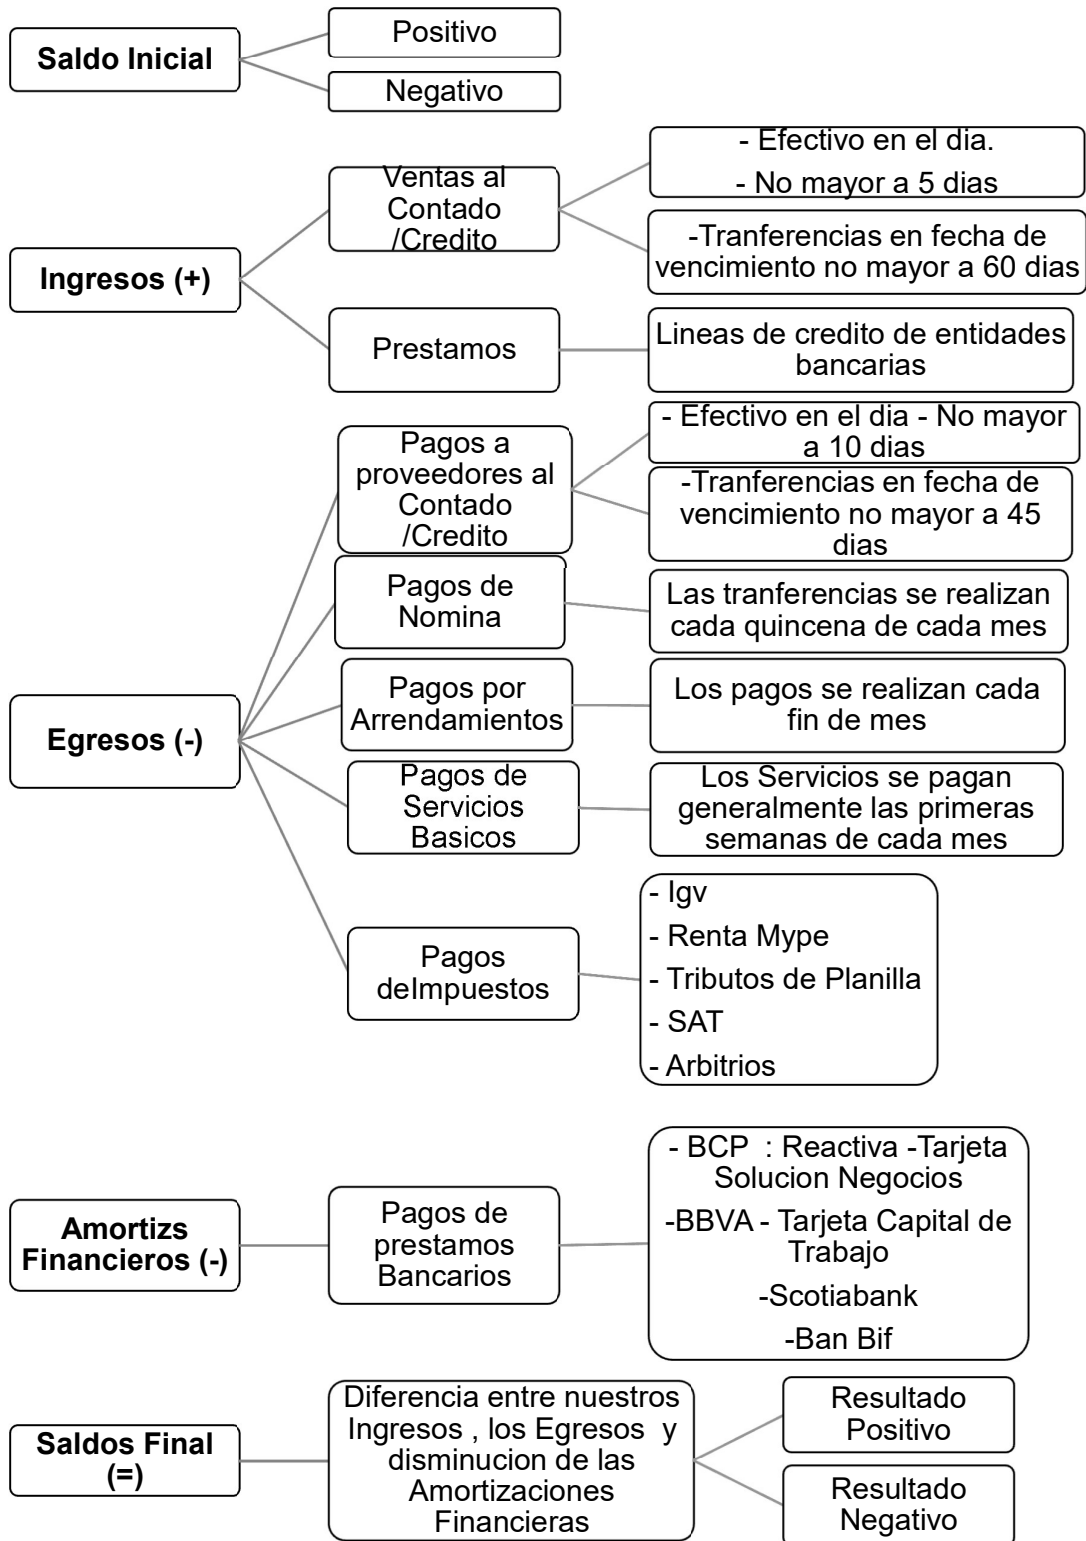 Saldo Inicial
Positivo
Negativo
Ingresos (+)
Ventas al
Contado
/Credito
- Efectivo en el dia.
- No mayor a 5 dias
-Tranferencias en fecha de
vencimiento no mayor a 60 dias
Prestamos
Lineas de credito de entidades
bancarias
Egresos (-)
Pagos a
proveedores al
Contado
/Credito
- Efectivo en el dia - No mayor
a 10 dias
-Tranferencias en fecha de
vencimiento no mayor a 45
dias
Pagos de
Nomina
Las tranferencias se realizan
cada quincena de cada mes
Pagos por
Arrendamientos
Los pagos se realizan cada
fin de mes
Pagos de
Servicios
Basicos
Los Servicios se pagan
generalmente las primeras
semanas de cada mes
Pagos
deImpuestos
- Igv
- Renta Mype
- Tributos de Planilla
- SAT
- Arbitrios
Amortizs
Financieros (-)
Pagos de
prestamos
Bancarios
- BCP : Reactiva -Tarjeta
Solucion Negocios
-BBVA - Tarjeta Capital de
Trabajo
-Scotiabank
-Ban Bif
Saldos Final
(=)
Diferencia entre nuestros
Ingresos , los Egresos y
disminucion de las
Amortizaciones
Financieras
Resultado
Positivo
Resultado
Negativo